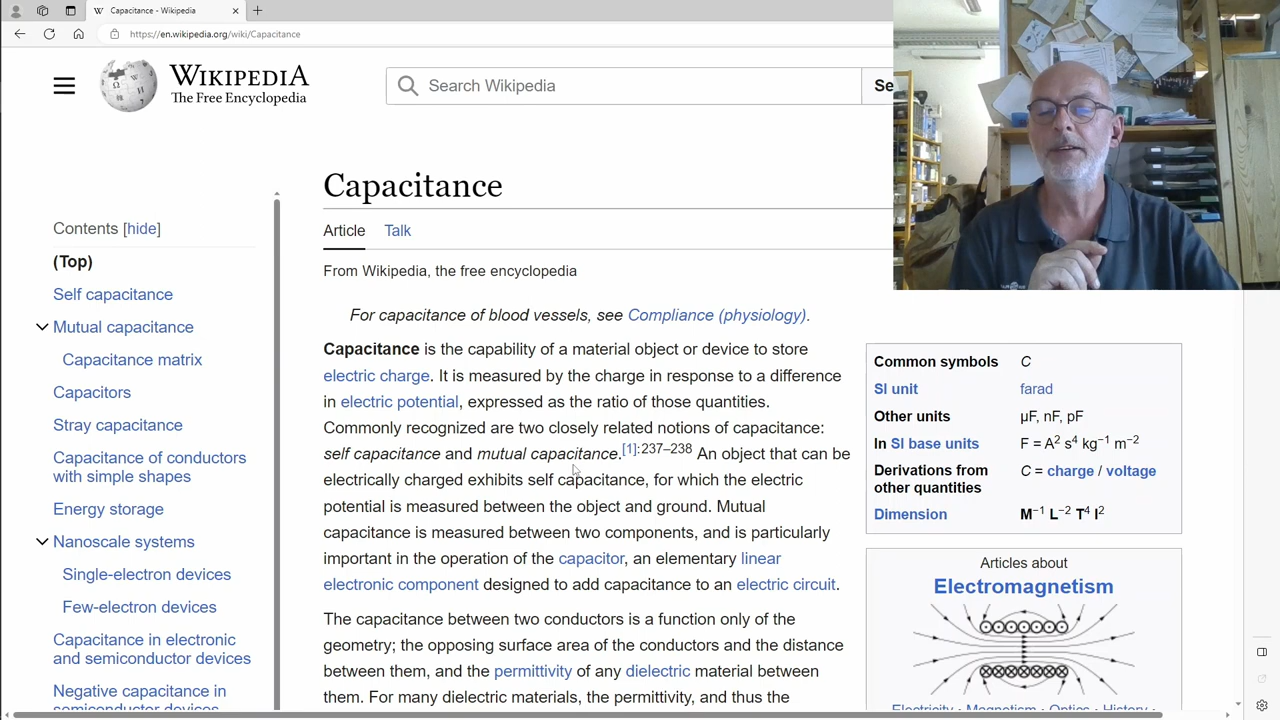 Capacitance - Wikipedia
https://en.wikipedia.org/wiki/Capacitance
WIKIPEDIA
The Free Encyclopedia
Search Wikipedia
Se
Capacitance
Article
Talk
From Wikipedia, the free encyclopedia
For capacitance of blood vessels, see Compliance (physiology).
Contents [hide]
(Top)
Self capacitance
Mutual capacitance
Capacitance matrix
Capacitors
Stray capacitance
Capacitance of conductors
with simple shapes
Energy storage
Nanoscale systems
Single-electron devices
Few-electron devices
Capacitance in electronic
and semiconductor devices
Negative capacitance in
semiconductor devices
Capacitance is the capability of a material object or device to store
electric charge. It is measured by the charge in response to a difference
in electric potential, expressed as the ratio of those quantities.
Commonly recognized are two closely related notions of capacitance:
self capacitance and mutual capacitance.[1]:237–238 An object that can be
electrically charged exhibits self capacitance, for which the electric
potential is measured between the object and ground. Mutual
capacitance is measured between two components, and is particularly
important in the operation of the capacitor, an elementary linear
electronic component designed to add capacitance to an electric circuit.
The capacitance between two conductors is a function only of the
geometry; the opposing surface area of the conductors and the distance
between them, and the permittivity of any dielectric material between
them. For many dielectric materials, the permittivity, and thus the
Common symbols C
SI unit farad
Other units μF, nF, pF
In SI base units F = A² s⁴ kg⁻¹ m⁻²
Derivations from
other quantities
C = charge / voltage
Dimension M⁻¹ L⁻² T⁴ I²
Articles about
Electromagnetism
Electricity · Magnetism · Optics · History ·